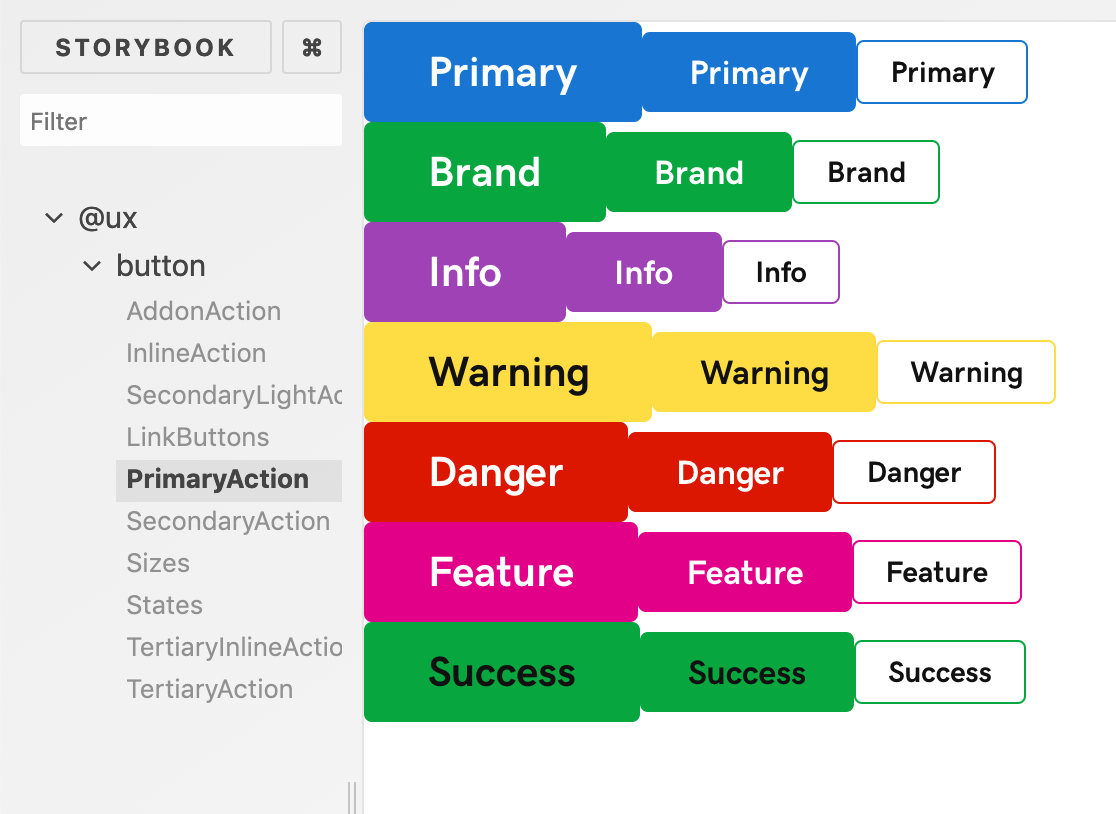 STORYBOOK ⌘
Filter
@ux
button
AddonAction
InlineAction
SecondaryLightAc
LinkButtons
PrimaryAction
SecondaryAction
Sizes
States
TertiaryInlineActio
TertiaryAction
Primary Primary Primary
Brand Brand Brand
Info Info Info
Warning Warning Warning
Danger Danger Danger
Feature Feature Feature
Success Success Success